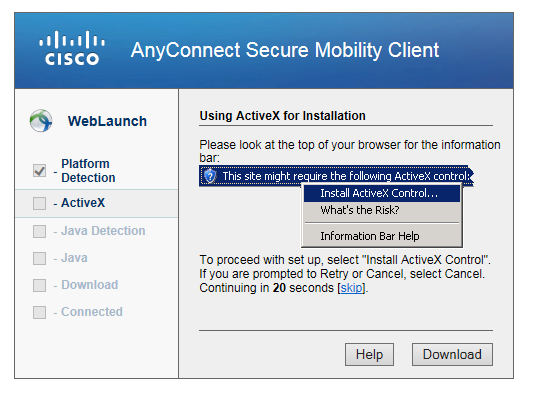 CISCO
AnyConnect Secure Mobility Client
WebLaunch
- Platform
Detection
- ActiveX
- Java Detection
- Java
- Download
- Connected
Using ActiveX for Installation
Please look at the top of your browser for the information
bar:
This site might require the following ActiveX control:
Install ActiveX Control...
What's the Risk?
Information Bar Help
To proceed with set up, select "Install ActiveX Control".
If you are prompted to Retry or Cancel, select Cancel.
Continuing in 20 seconds [skip].
Help
Download